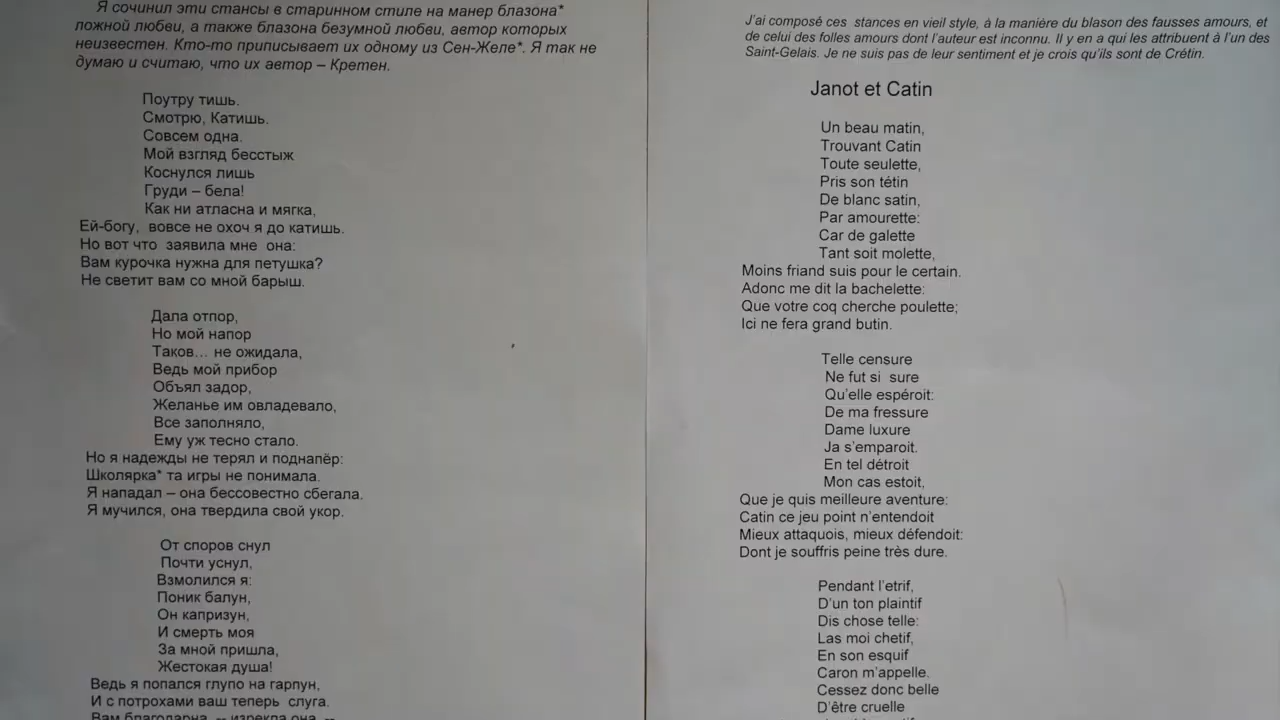 Я сочинил эти стансы в старинном стиле на манер блазона*
ложной любви, а также блазона безумной любви, автор которых
неизвестен. Кто-то приписывает их одному из Сен-Желе*. Я так не
думаю и считаю, что их автор – Кретен.
Поутру тишь.
Смотрю, Катишь.
Совсем одна.
Мой взгляд бесстыж
Коснулся лишь
Груди – бела!
Как ни атласна и мягка,
Ей-богу, вовсе не охоч я до катишь.
Но вот что заявила мне она:
Вам курочка нужна для петушка?
Не светит вам со мной барыш.
Дала отпор,
Но мой напор
Таков... не ожидала,
Ведь мой прибор
Объял задор,
Желанье им овладевало,
Все заполняло,
Ему уж тесно стало.
Но я надежды не терял и поднапёр:
Школярка* та игры не понимала.
Я нападал – она бессовестно сбегала.
Я мучился, она твердила свой укор.
От споров снул
Почти уснул,
Взмолился я:
Поник балун,
Он капризун,
И смерть моя
За мной пришла,
Жестокая душа!
Ведь я попался глупо на гарпун,
И с потрохами ваш теперь слуга.
Вам благодарна, -- изрекла она, --
J'ai composé ces stances en vieil style, à la manière du blason des fausses amours, et
de celui des folles amours dont l'auteur est inconnu. Il y en a qui les attribuent à l'un des
Saint-Gelais. Je ne suis pas de leur sentiment et je crois qu'ils sont de Crétin.
Janot et Catin
Un beau matin,
Trouvant Catin
Toute seulette,
Pris son tétin
De blanc satin,
Par amourette:
Car de galette
Tant soit molette,
Moins friand suis pour le certain.
Adonc me dit la bachelette:
Que votre coq cherche poulette;
Ici ne fera grand butin.
Telle censure
Ne fut si sure
Qu'elle espéroit:
De ma fressure
Dame luxure
Ja s'emparoit.
En tel détroit
Mon cas estoit,
Que je quis meilleure aventure:
Catin ce jeu point n'entendoit
Mieux attaquois, mieux défendoit:
Dont je souffris peine très dure.
Pendant l'etrif,
D'un ton plaintif
Dis chose telle:
Las moi chetif,
En son esquif
Caron m'appelle.
Cessez donc belle
D'être cruelle